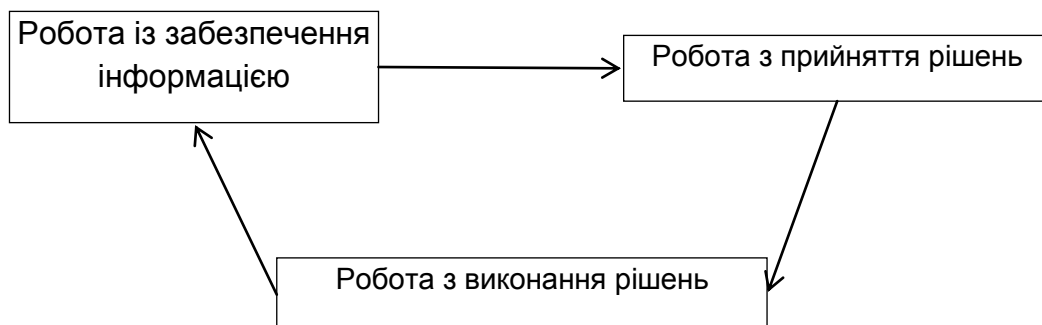 Робота із забезпечення
інформацією
Робота з прийняття рішень
Робота з виконання рішень